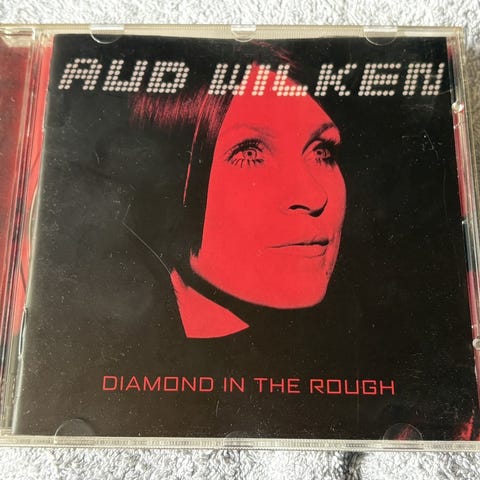 AUD WILKEN
DIAMOND IN THE ROUGH